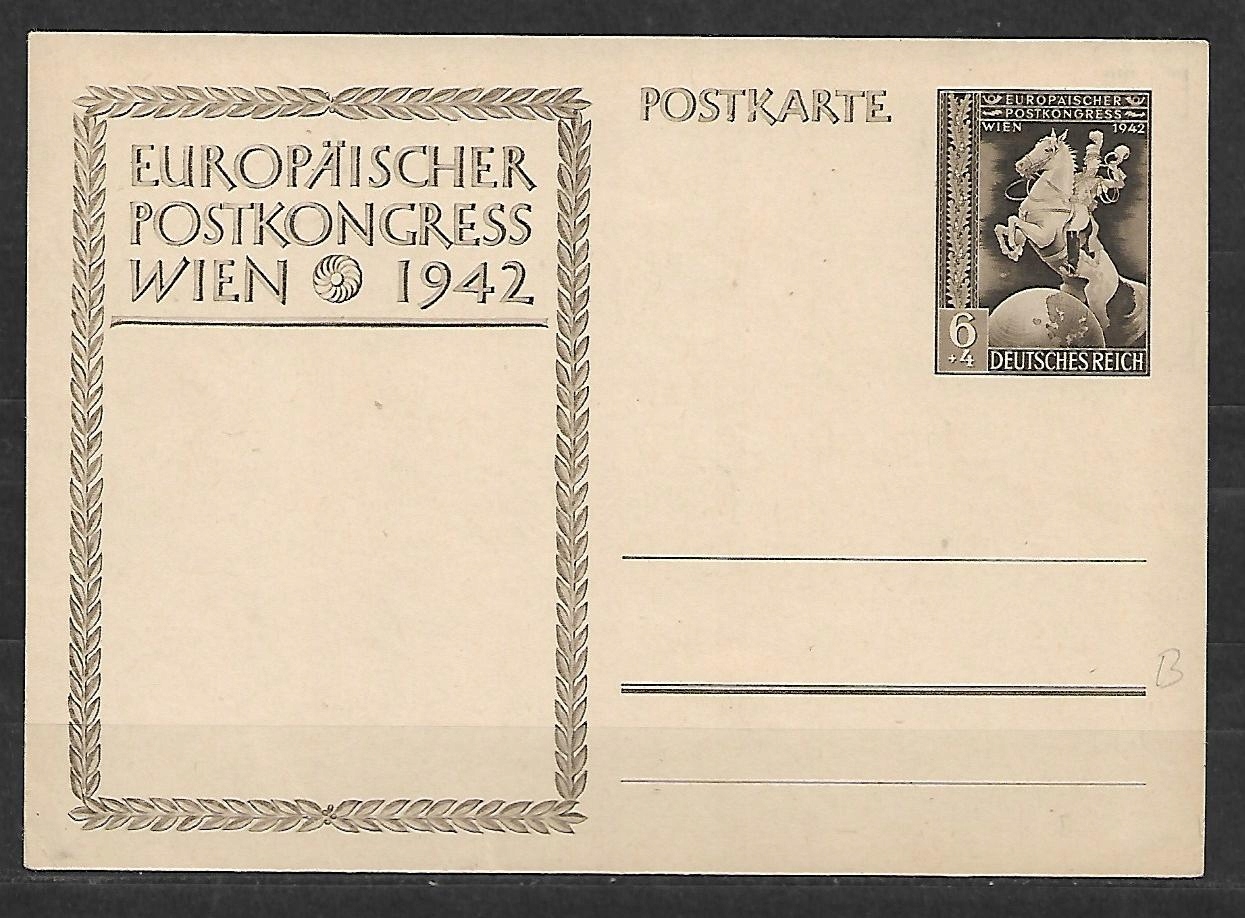 EUROPÄISCHER
POSTKONGRESS
WIEN 1942
POSTKARTE
EUROPÄISCHER
POSTKONGRESS
WIEN 1942
6
+4
DEUTSCHES REICH
B